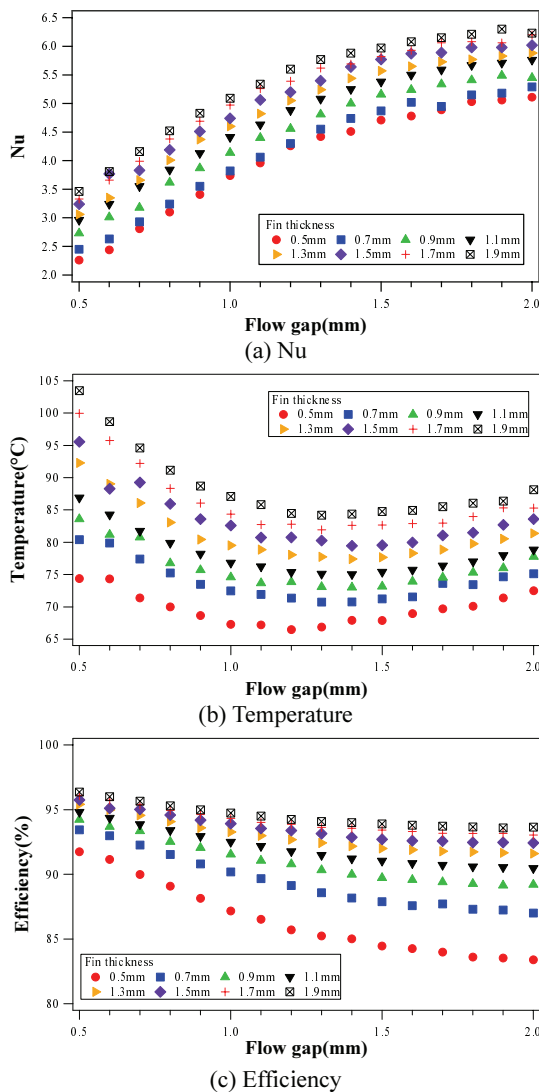 6.5
6.0
5.5
5.0
4.5
4.0
3.5
3.0
2.5
2.0
Nu
Fin thickness
0.5mm 0.7mm 0.9mm 1.1mm
1.3mm 1.5mm 1.7mm 1.9mm
0.5 1.0 1.5 2.0
Flow gap(mm)
(a) Nu
105
100
95
90
85
80
75
70
65
Temperature(°C)
Fin thickness
0.5mm 0.7mm 0.9mm 1.1mm
1.3mm 1.5mm 1.7mm 1.9mm
0.5 1.0 1.5 2.0
Flow gap(mm)
(b) Temperature
100
95
90
85
80
Efficiency(%)
Fin thickness
0.5mm 0.7mm 0.9mm 1.1mm
1.3mm 1.5mm 1.7mm 1.9mm
0.5 1.0 1.5 2.0
Flow gap(mm)
(c) Efficiency